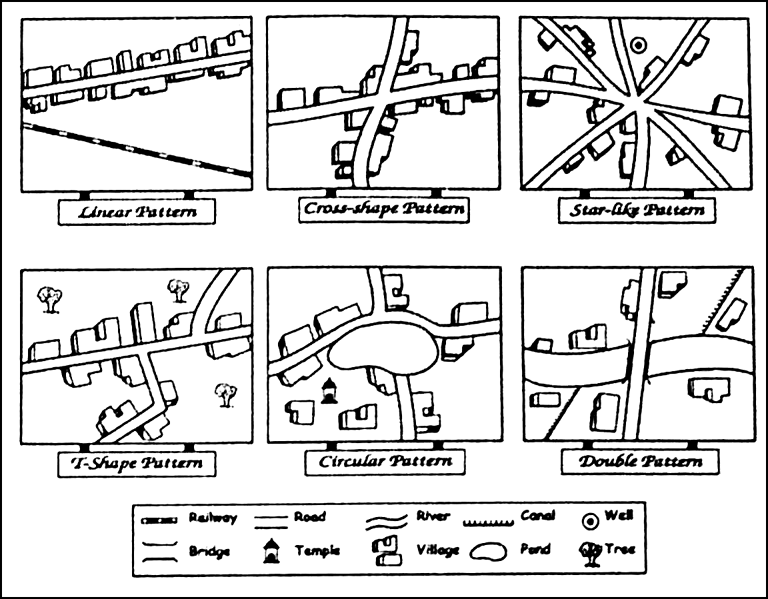 Linear Pattern
Cross-shape Pattern
Star-like Pattern
T-Shape Pattern
Circular Pattern
Double Pattern
Railway Road River Canal Well
Bridge Temple Village Pond Tree